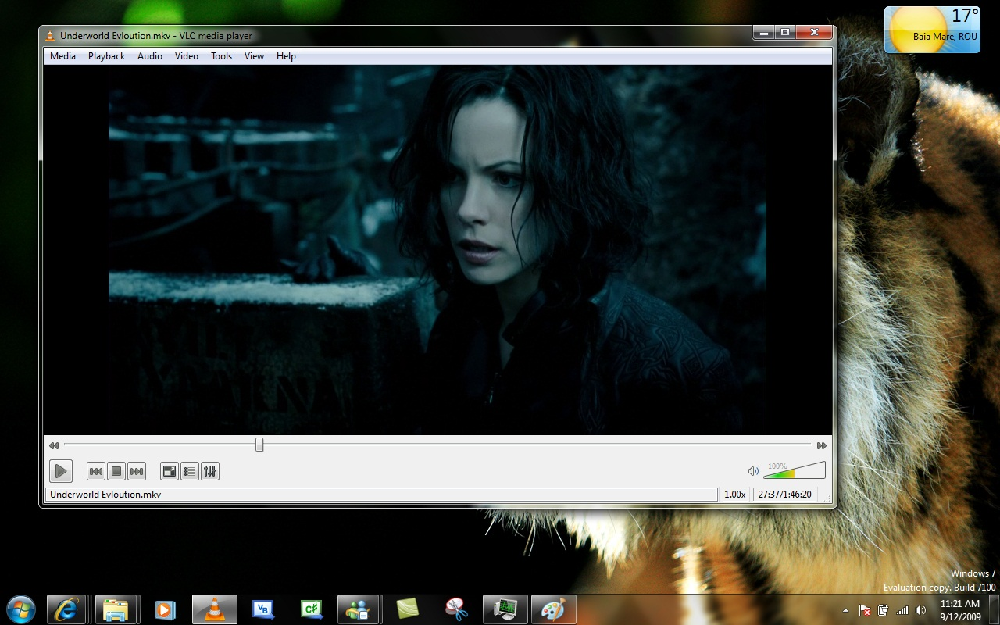 17°
Baia Mare, ROU
Underworld Evloution.mkv - VLC media player
Media Playback Audio Video Tools View Help
100%
Underworld Evloution.mkv 1.00x 27:37/1:46:20
Windows 7
Evaluation copy. Build 7100
VB C#
11:21 AM
9/12/2009